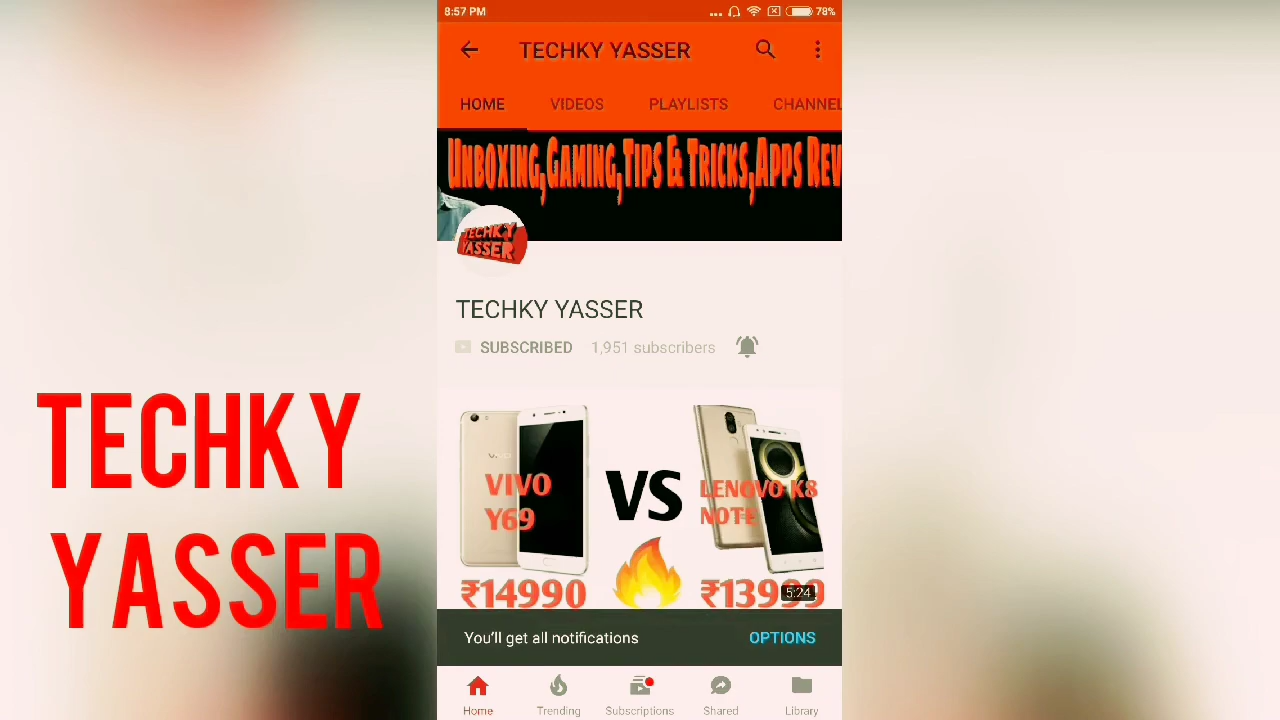 8:57 PM
78%
TECHKY YASSER
HOME VIDEOS PLAYLISTS CHANNEL
UNBOXING,GAMING,TIPS & TRICKS,APPS REV
TECHKY
YASSER
TECHKY YASSER
SUBSCRIBED 1,951 subscribers
VIVO
Y69
VS
LENOVO K8
NOTE
₹14990
₹13999
5:24
You'll get all notifications OPTIONS
Home Trending Subscriptions Shared Library
TECHKY
YASSER